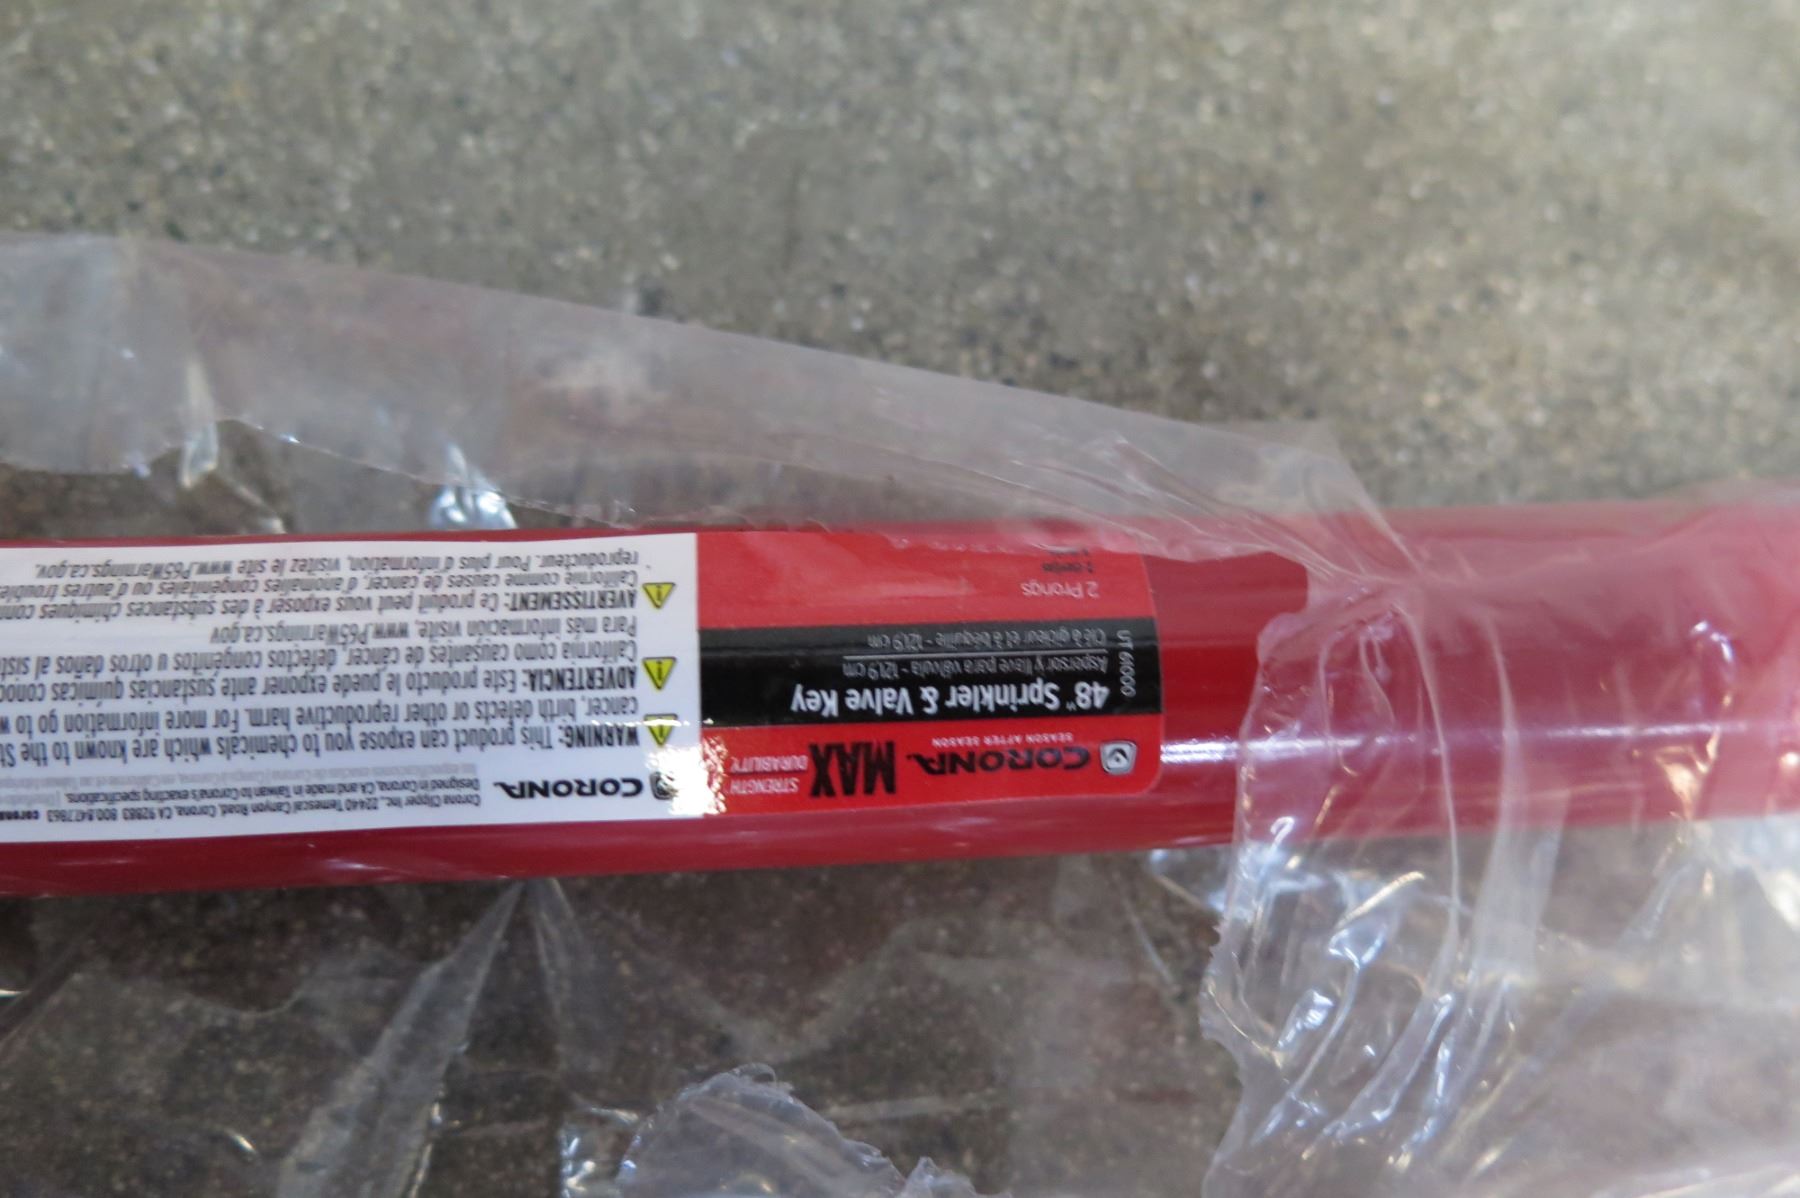 CORONA MAX STRENGTH DURABILITY
SEASON AFTER SEASON
48" Sprinkler & Valve Key
Aspersor y llave para válvula - 121,9 cm
Clé à gicleur et à béquille - 121,9 cm
2 Prongs
CORONA
Corona Clipper Inc., 22440 Temescal Canyon Road, Corona, CA 92883 800.847.7863
Designed in Corona, CA and made in Taiwan to Corona's exacting specifications.
WARNING: This product can expose you to chemicals which are known to the
cancer, birth defects or other reproductive harm. For more information go to
ADVERTENCIA: Este producto le puede exponer ante sustancias químicas
California como causantes de cáncer, defectos congénitos u otros daños al
Para más información visite, www.P65Warnings.ca.gov
AVERTISSEMENT: Ce produit peut vous exposer à des substances chimiques
Californie comme causes de cancer, d'anomalies congénitales ou d'autres
reproducteur. Pour plus d'information, visitez le site www.P65Warnings.ca.gov.